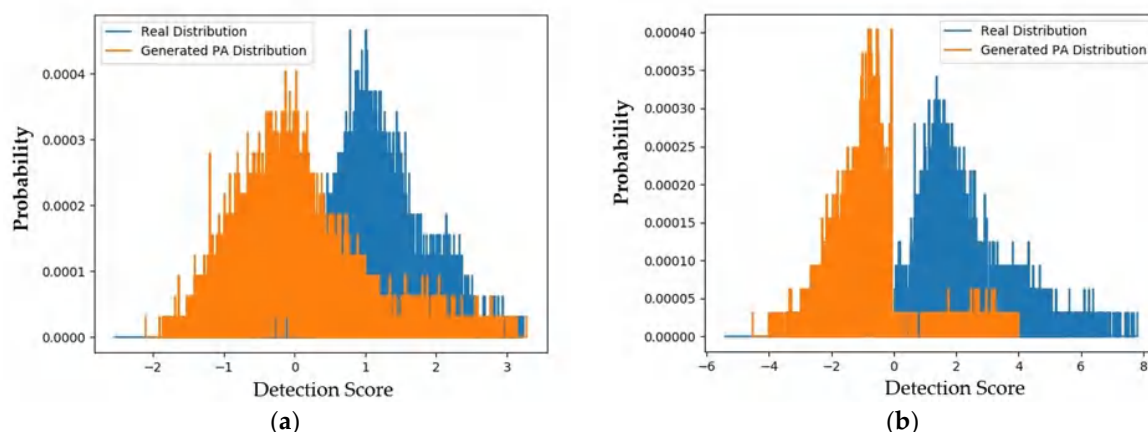 Real Distribution
Generated PA Distribution
0.0004
0.0003
0.0002
0.0001
0.0000
Probability
−2 −1 0 1 2 3
Detection Score
(a)
Real Distribution
Generated PA Distribution
0.00040
0.00035
0.00030
0.00025
0.00020
0.00015
0.00010
0.00005
0.00000
Probability
−6 −4 −2 0 2 4 6 8
Detection Score
(b)